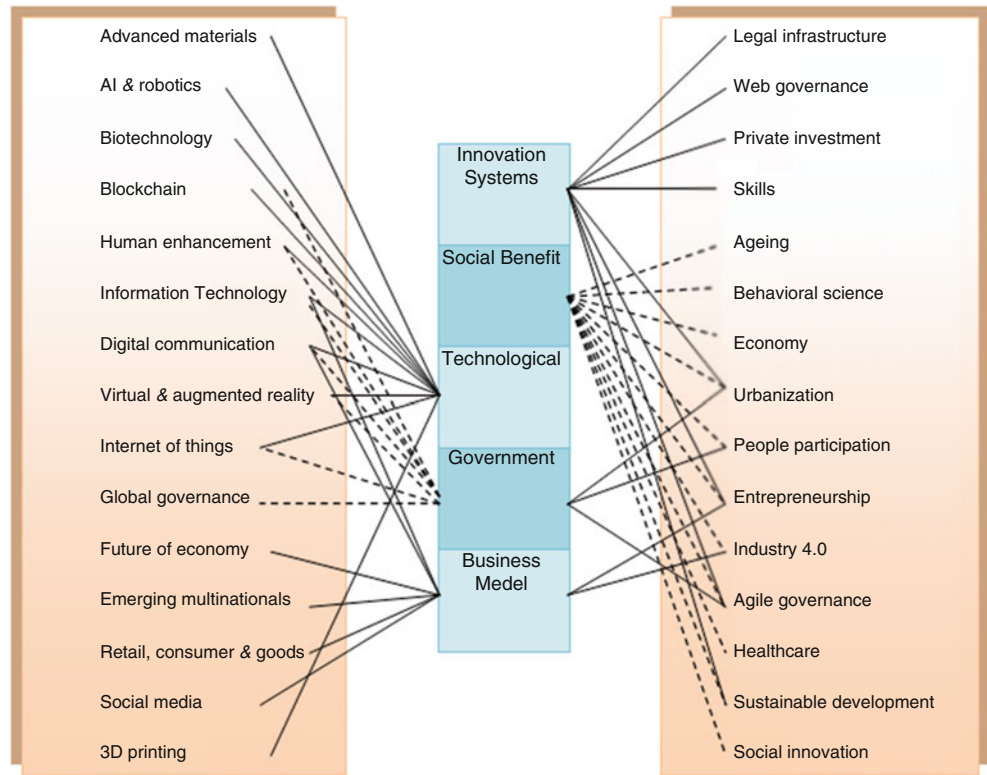 Advanced materials
AI & robotics
Biotechnology
Blockchain
Human enhancement
Information Technology
Digital communication
Virtual & augmented reality
Internet of things
Global governance
Future of economy
Emerging multinationals
Retail, consumer & goods
Social media
3D printing
Innovation
Systems
Social Benefit
Technological
Government
Business
Medel
Legal infrastructure
Web governance
Private investment
Skills
Ageing
Behavioral science
Economy
Urbanization
People participation
Entrepreneurship
Industry 4.0
Agile governance
Healthcare
Sustainable development
Social innovation